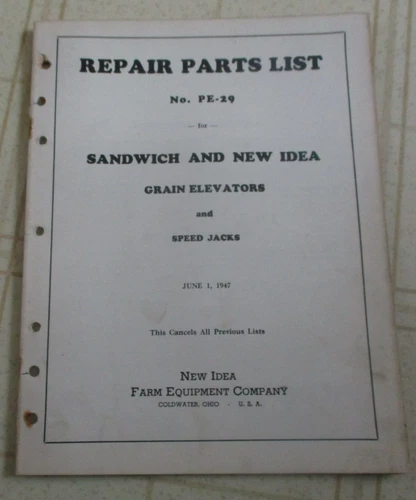 REPAIR PARTS LIST
No. PE-29
— for —
SANDWICH AND NEW IDEA
GRAIN ELEVATORS
and
SPEED JACKS
JUNE 1, 1947
This Cancels All Previous Lists
NEW IDEA
FARM EQUIPMENT COMPANY
COLDWATER, OHIO - U. S. A.